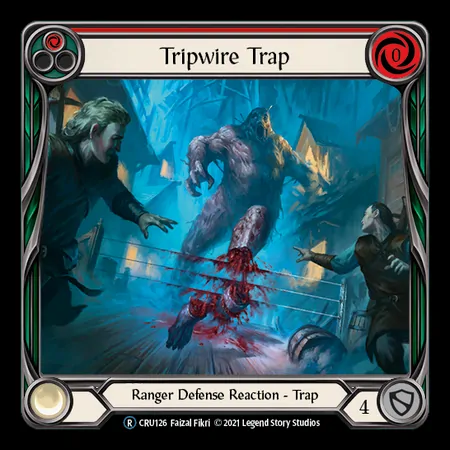 Tripwire Trap
0
Ranger Defense Reaction - Trap
4
R CRU126 Faizal Fikri © 2021 Legend Story Studios